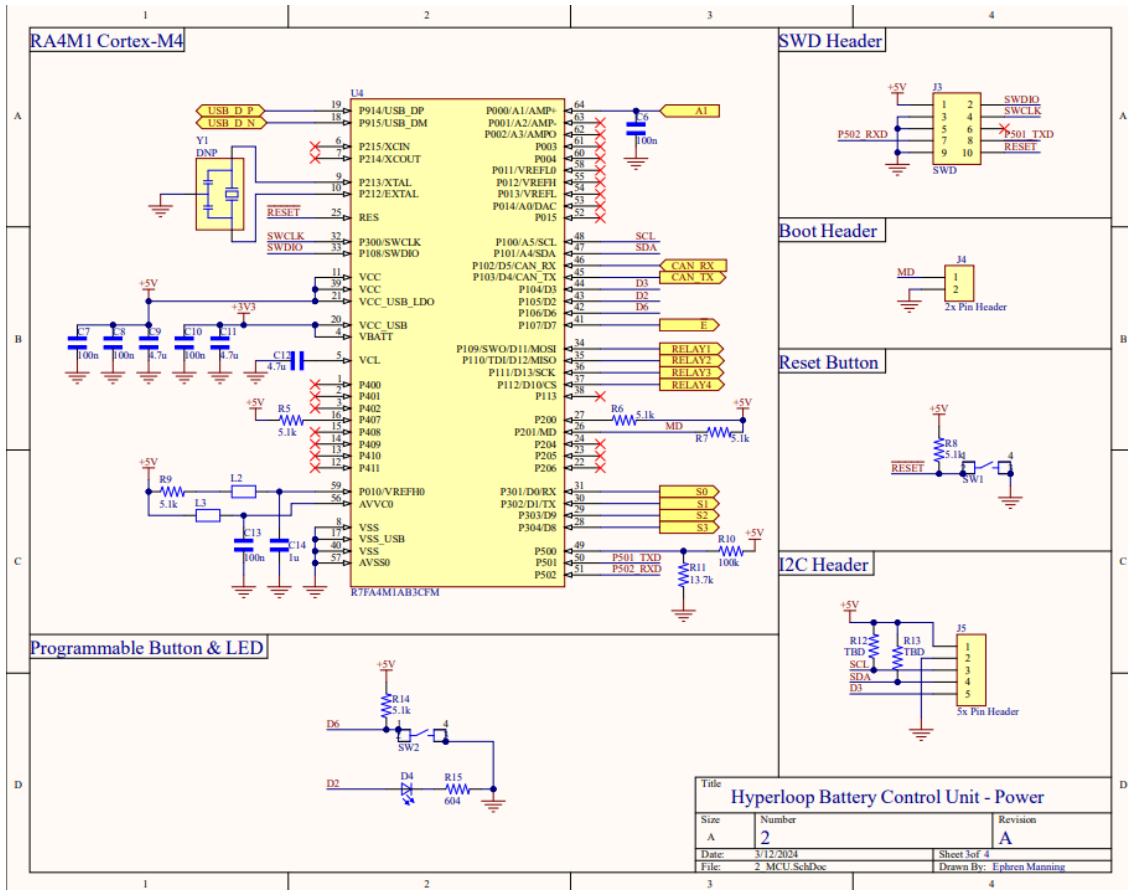 1 2 3 4
A
B
C
D
RA4M1 Cortex-M4
U4
USB_D_P 19 P914/USB_DP
USB_D_N 18 P915/USB_DM
Y1
DNP
6 P215/XCIN
7 P214/XCOUT
9 P213/XTAL
10 P212/EXTAL
RESET 25 RES
SWCLK 32 P300/SWCLK
SWDIO 33 P108/SWDIO
11 VCC
39 VCC
+5V 21 VCC_USB_LDO
+3V3 20 VCC_USB
4 VBATT
C7 C8 C9 C10 C11
100n 100n 4.7u 100n 4.7u
C12 5 VCL
4.7u
1 P400
2 P401
3 P402
+5V R5 16 P407
5.1k
15 P408
14 P409
13 P410
12 P411
+5V
R9 L2 59 P010/VREFH0
5.1k
L3 56 AVVC0
C13 C14
100n 1u
8 VSS
17 VSS_USB
40 VSS
57 AVSS0
R7FA4M1AB3CFM
P000/A1/AMP+ 64 A1
C6
100n
P001/A2/AMP- 63
P002/A3/AMPO 62
P003 61
P004 60
P011/VREFL0 58
P012/VREFH 55
P013/VREFL 54
P014/A0/DAC 53
P015 52
P100/A5/SCL 48 SCL
P101/A4/SDA 47 SDA
P102/D5/CAN_RX 46 CAN_RX
P103/D4/CAN_TX 45 CAN_TX
P104/D3 44 D3
P105/D2 43 D2
P106/D6 42 D6
P107/D7 41 E
P109/SWO/D11/MOSI 34 RELAY1
P110/TDI/D12/MISO 35 RELAY2
P111/D13/SCK 36 RELAY3
P112/D10/CS 37 RELAY4
P113 38
P200 27 R6 5.1k +5V
P201/MD 26 MD R7 5.1k
P204 24
P205 23
P206 22
P301/D0/RX 31 S0
P302/D1/TX 30 S1
P303/D9 29 S2
P304/D8 28 S3
P500 49 R10 +5V
100k
P501 50 P501_TXD
P502 51 P502_RXD
R11
13.7k
SWD Header
+5V J3
1 2 SWDIO
3 4 SWCLK
5 6
P502_RXD 7 8 P501_TXD
9 10 RESET
SWD
Boot Header
J4
MD 1
2
2x Pin Header
Reset Button
+5V
R8
5.1k
RESET 1 4
SW1
I2C Header
+5V
J5
R12 R13
TBD TBD
1
2
SCL 3
SDA 4
D3 5
5x Pin Header
Programmable Button & LED
+5V
R14
5.1k
D6 1 4
SW2
D2 D4 R15
604
Title
Hyperloop Battery Control Unit - Power
Size Number Revision
A 2 A
Date: 3/12/2024 Sheet 3of 4
File: 2_MCU.SchDoc Drawn By: Ephren Manning
A
B
C
D
1 2 3 4